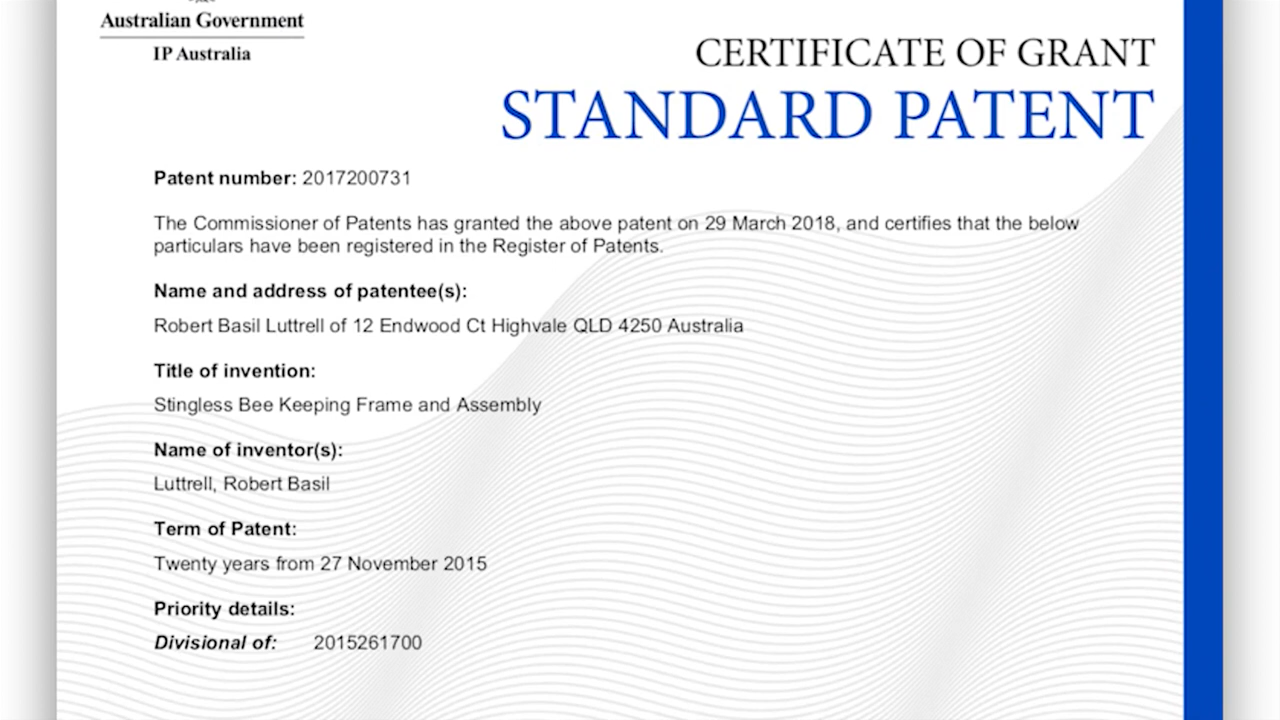 Australian Government
IP Australia
CERTIFICATE OF GRANT
STANDARD PATENT
Patent number: 2017200731
The Commissioner of Patents has granted the above patent on 29 March 2018, and certifies that the below
particulars have been registered in the Register of Patents.
Name and address of patentee(s):
Robert Basil Luttrell of 12 Endwood Ct Highvale QLD 4250 Australia
Title of invention:
Stingless Bee Keeping Frame and Assembly
Name of inventor(s):
Luttrell, Robert Basil
Term of Patent:
Twenty years from 27 November 2015
Priority details:
Divisional of: 2015261700